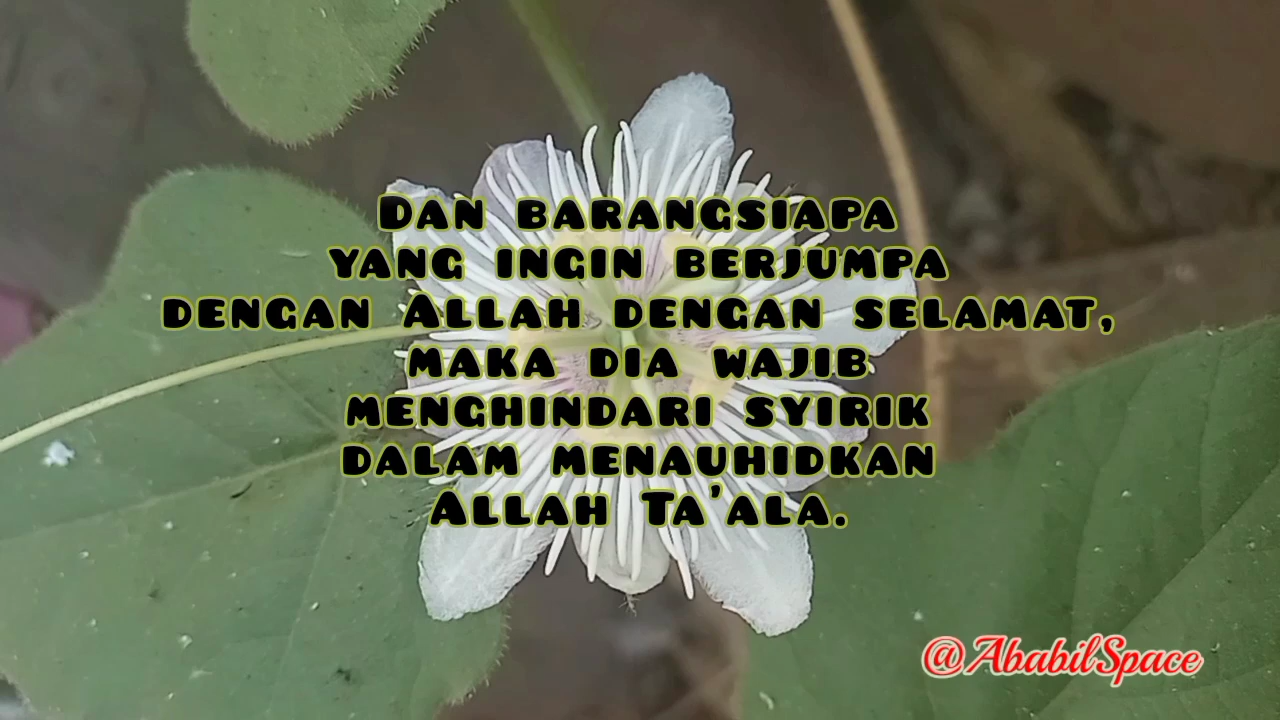 Dan barangsiapa
yang ingin berjumpa
dengan Allah dengan selamat,
maka dia wajib
menghindari syirik
dalam menauhidkan
Allah Ta'ala.
@AbabilSpace